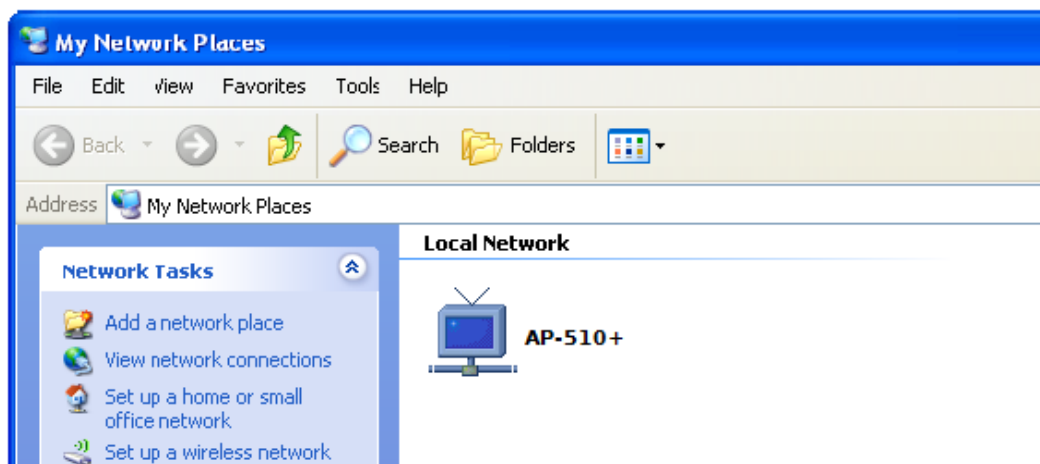 My Network Places
File Edit View Favorites Tools Help
Back Search Folders
Address My Network Places
Local Network
Network Tasks
AP-510+
Add a network place
View network connections
Set up a home or small
office network
Set up a wireless network